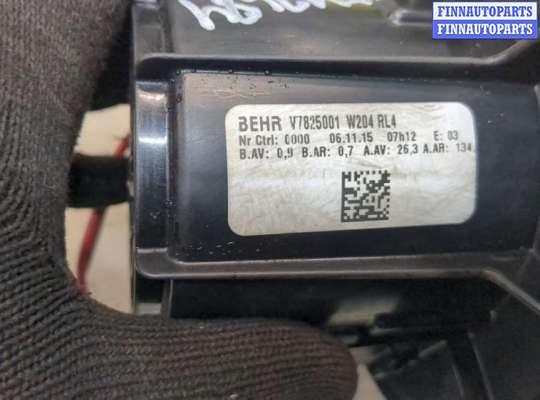 FINNAUTOPARTS
FINNAUTOPARTS
FINNAUTOPARTS
BEHR V7825001 W204 RL4
Nr Ctrl: 0000 06.11.15 07h12 E: 03
B.AV: 0,9 B.AR: 0,7 A.AV: 26,3 A.AR: 134